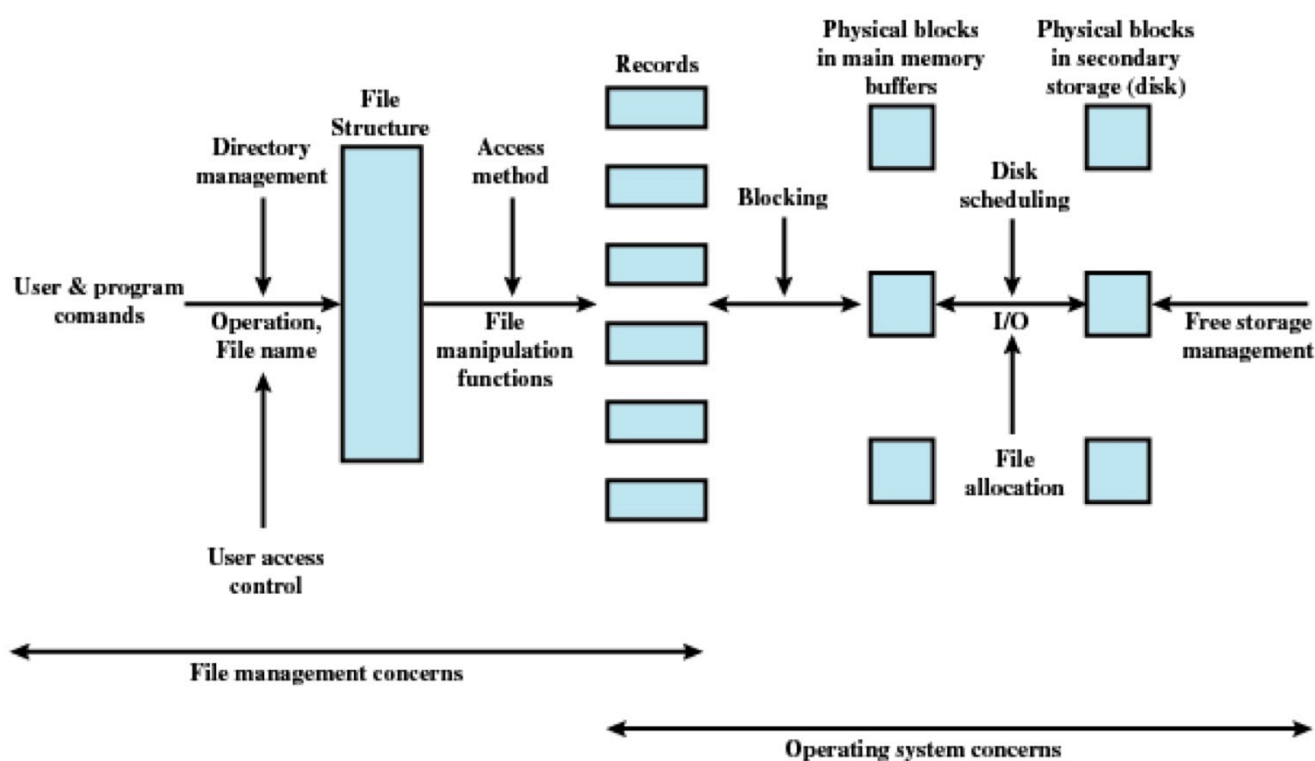 Physical blocks
in main memory
buffers
Physical blocks
in secondary
storage (disk)
Records
File
Structure
Directory
management
Access
method
Disk
scheduling
Blocking
User & program
comands
Operation,
File name
File
manipulation
functions
I/O
Free storage
management
File
allocation
User access
control
File management concerns
Operating system concerns